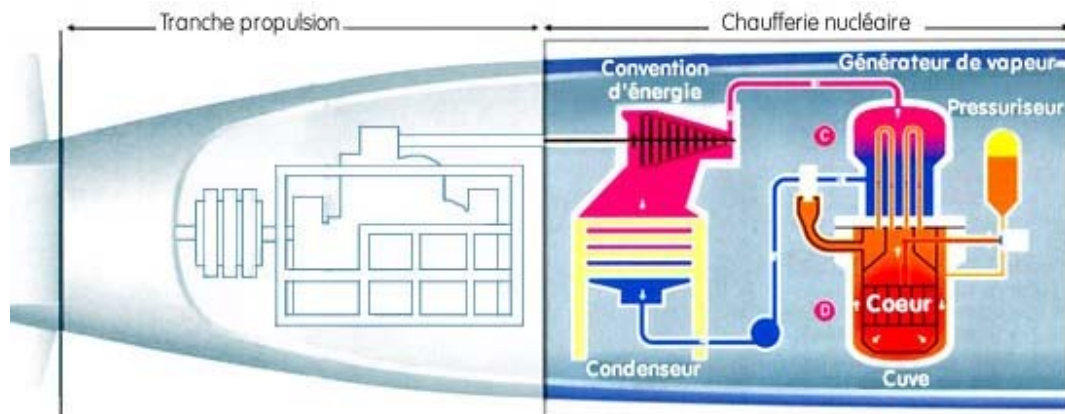 Tranche propulsion
Chaufferie nucléaire
Convention
d'énergie
Générateur de vapeur
Pressuriseur
C
Coeur
D
Condenseur
Cuve